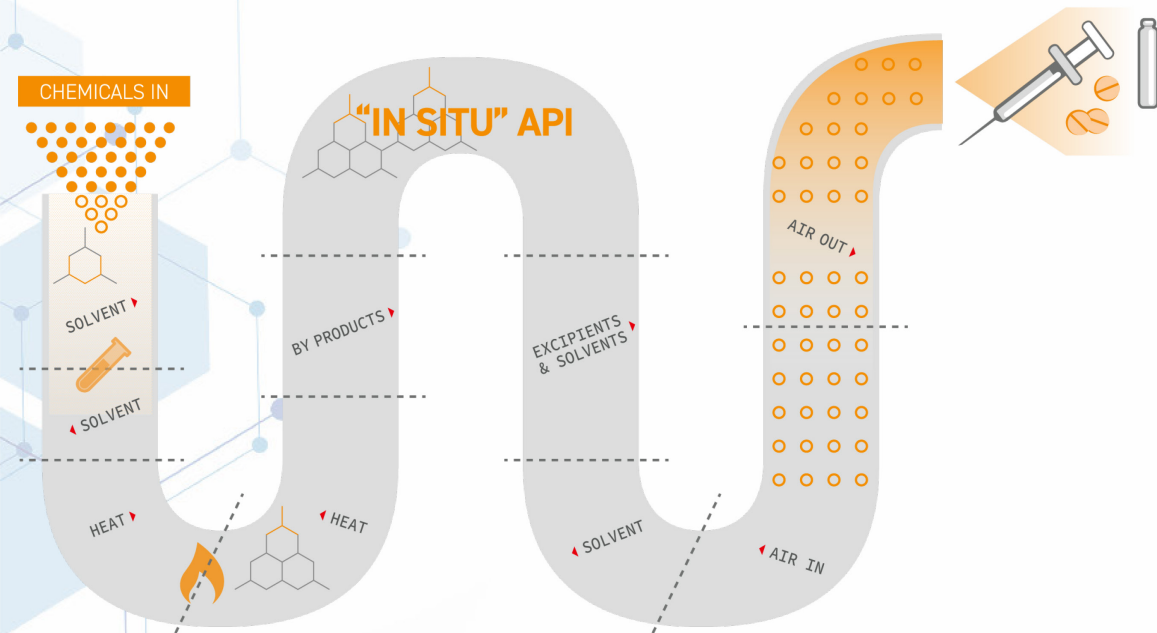 CHEMICALS IN
SOLVENT
SOLVENT
HEAT
HEAT
BY PRODUCTS
“IN SITU” API
EXCIPIENTS
& SOLVENTS
SOLVENT
AIR IN
AIR OUT